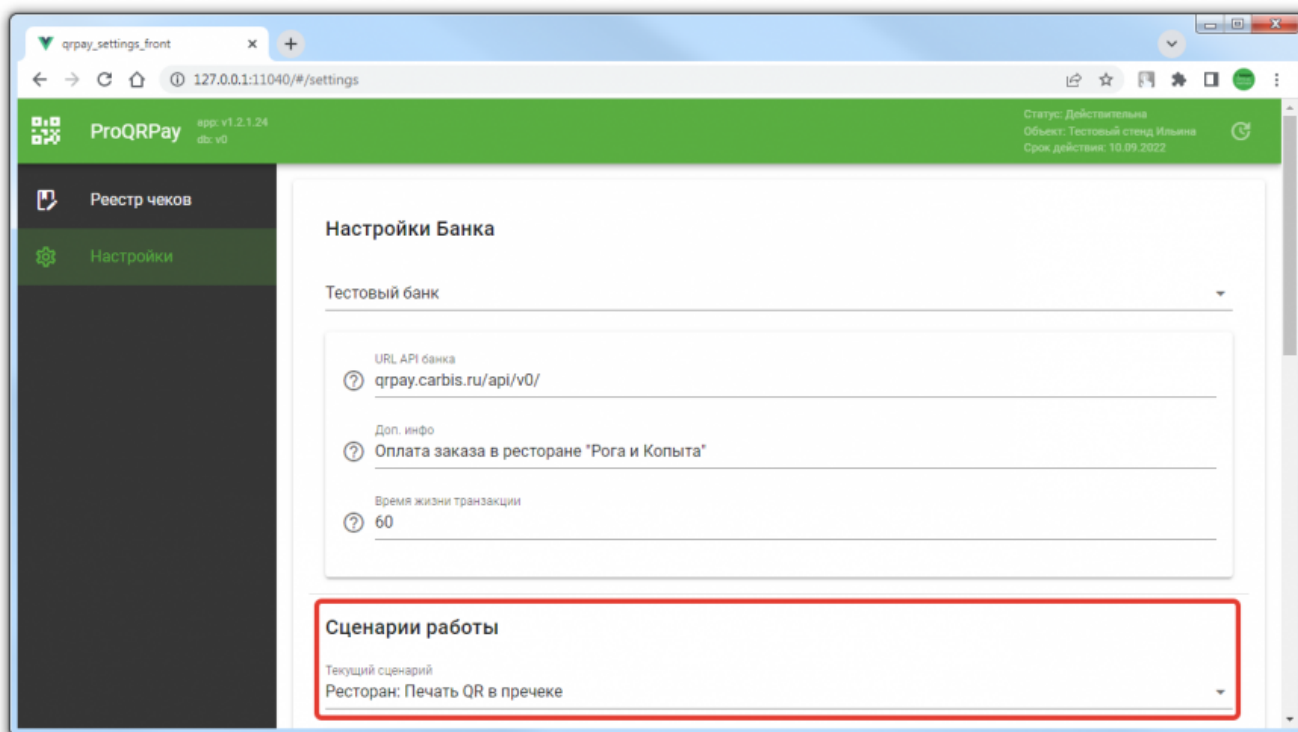 qrpay_settings_front
127.0.0.1:11040/#/settings
ProQRPay
app: v1.2.1.24
db: v0
Статус: Действительна
Объект: Тестовый стенд Ильина
Срок действия: 10.09.2022
Реестр чеков
Настройки
Настройки Банка
Тестовый банк
URL API банка
qrpay.carbis.ru/api/v0/
Доп. инфо
Оплата заказа в ресторане "Рога и Копыта"
Время жизни транзакции
60
Сценарии работы
Текущий сценарий
Ресторан: Печать QR в пречеке